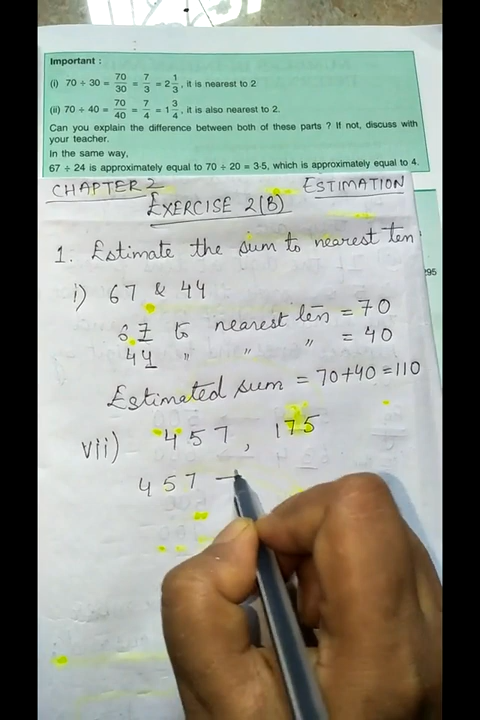 Important :
(i) 70 ÷ 30 = 70/30 = 7/3 = 2 1/3, it is nearest to 2
(ii) 70 ÷ 40 = 70/40 = 7/4 = 1 3/4, it is also nearest to 2.
Can you explain the difference between both of these parts ? If not, discuss with
your teacher.
In the same way,
67 ÷ 24 is approximately equal to 70 ÷ 20 = 3·5, which is approximately equal to 4.
CHAPTER 2 ESTIMATION
EXERCISE 2(B)
1. Estimate the sum to nearest ten
295
i) 67 & 44
67 to nearest ten = 70
44 " " " = 40
Estimated sum = 70+40 = 110
vii) 457, 175
457 —